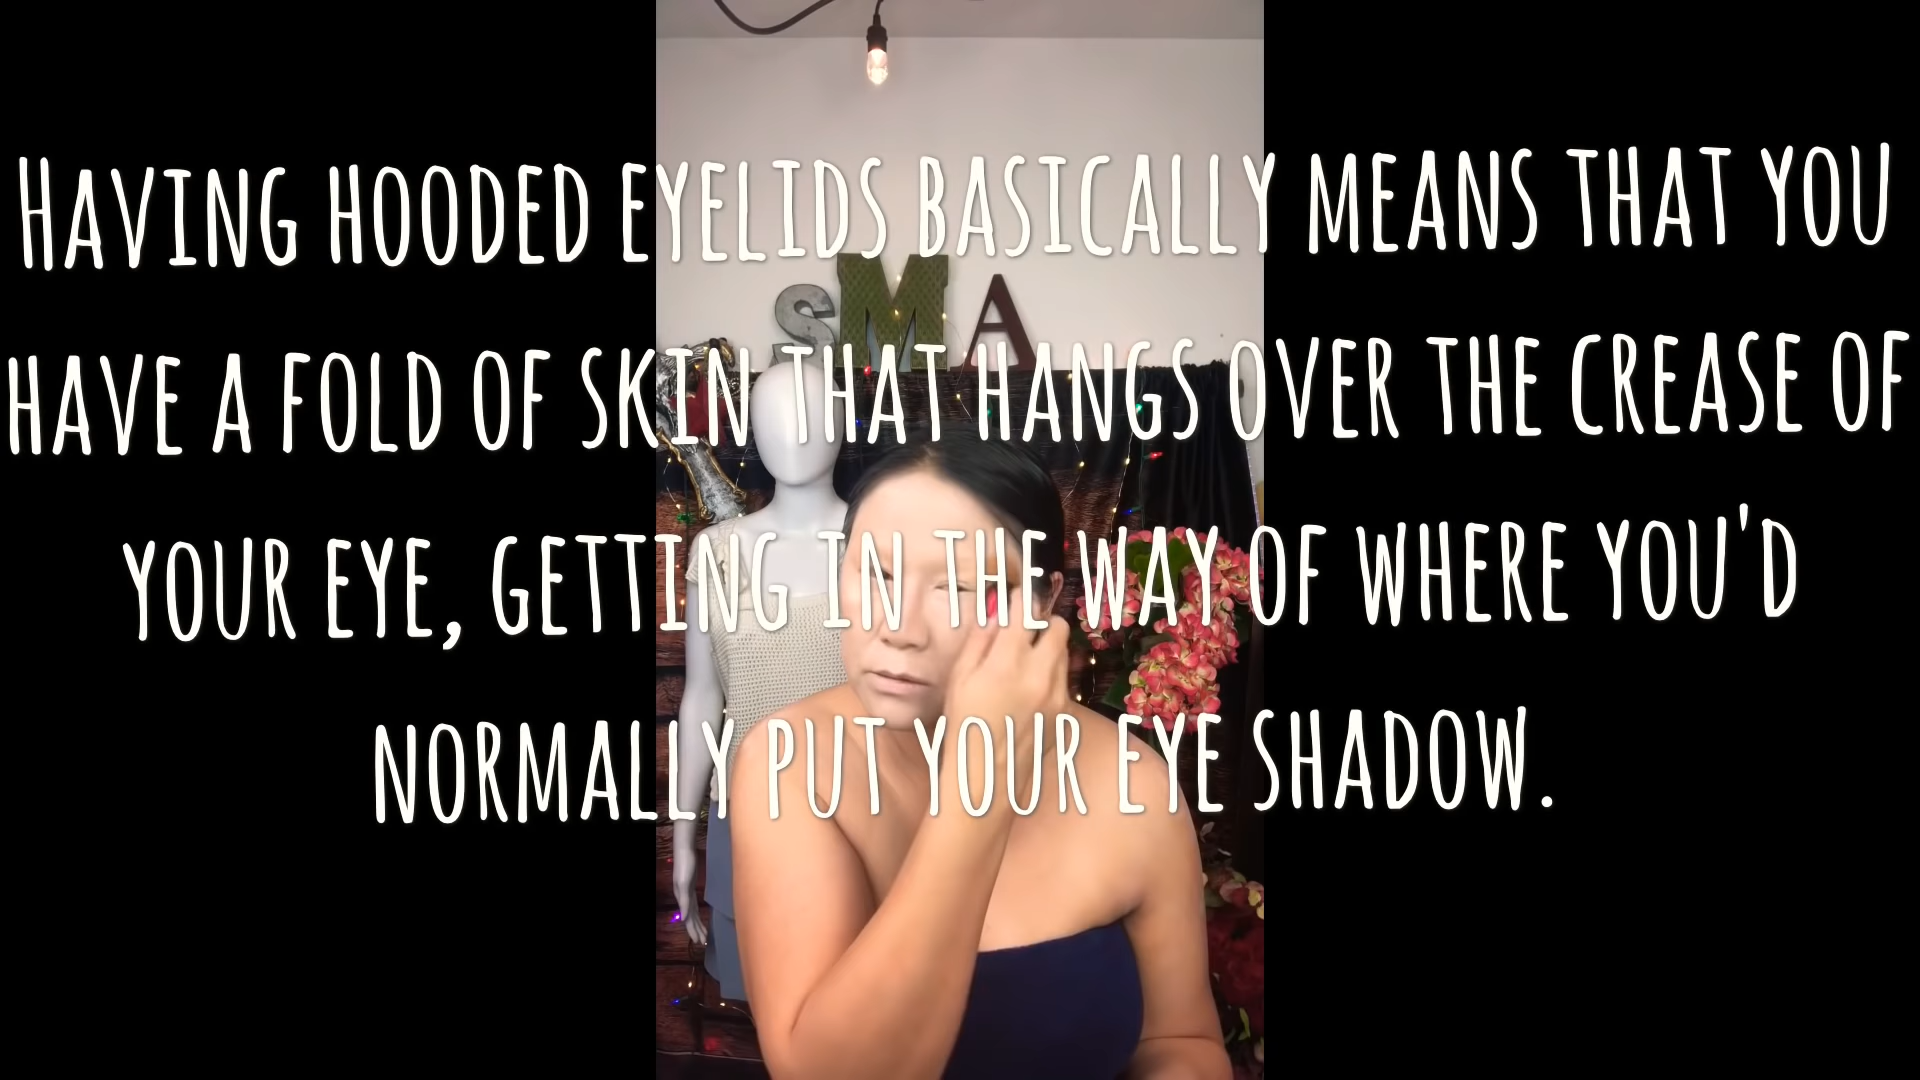 Having hooded eyelids basically means that you
have a fold of skin that hangs over the crease of
your eye, getting in the way of where you'd
normally put your eye shadow.
SMA